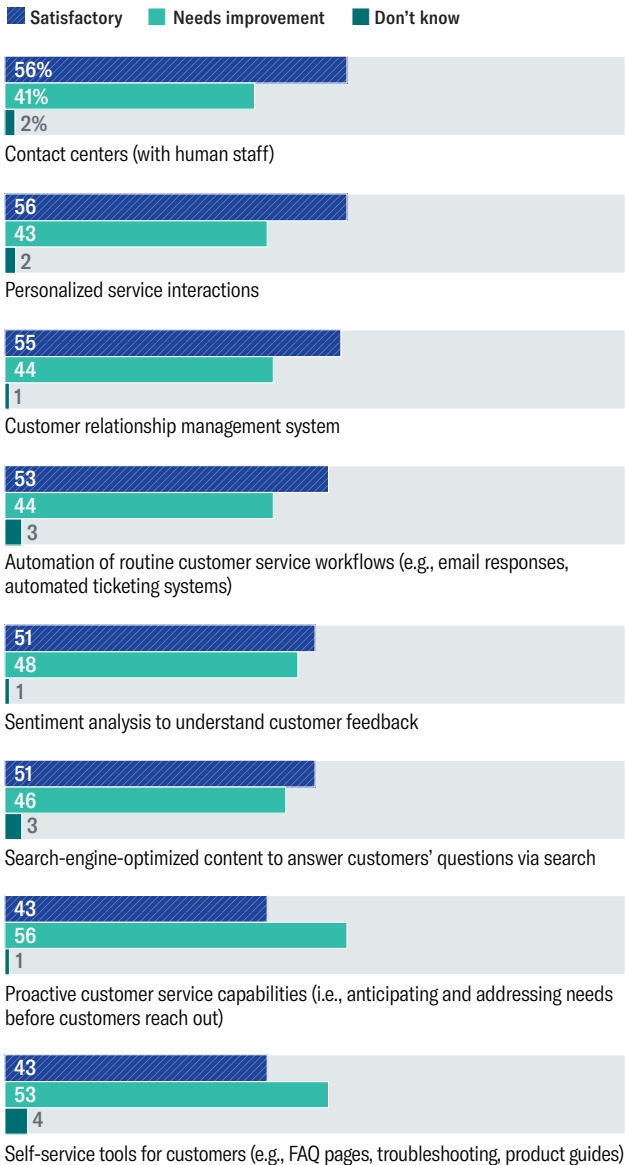 Satisfactory Needs improvement Don't know
56%
41%
2%
Contact centers (with human staff)
56
43
2
Personalized service interactions
55
44
1
Customer relationship management system
53
44
3
Automation of routine customer service workflows (e.g., email responses,
automated ticketing systems)
51
48
1
Sentiment analysis to understand customer feedback
51
46
3
Search-engine-optimized content to answer customers’ questions via search
43
56
1
Proactive customer service capabilities (i.e., anticipating and addressing needs
before customers reach out)
43
53
4
Self-service tools for customers (e.g., FAQ pages, troubleshooting, product guides)